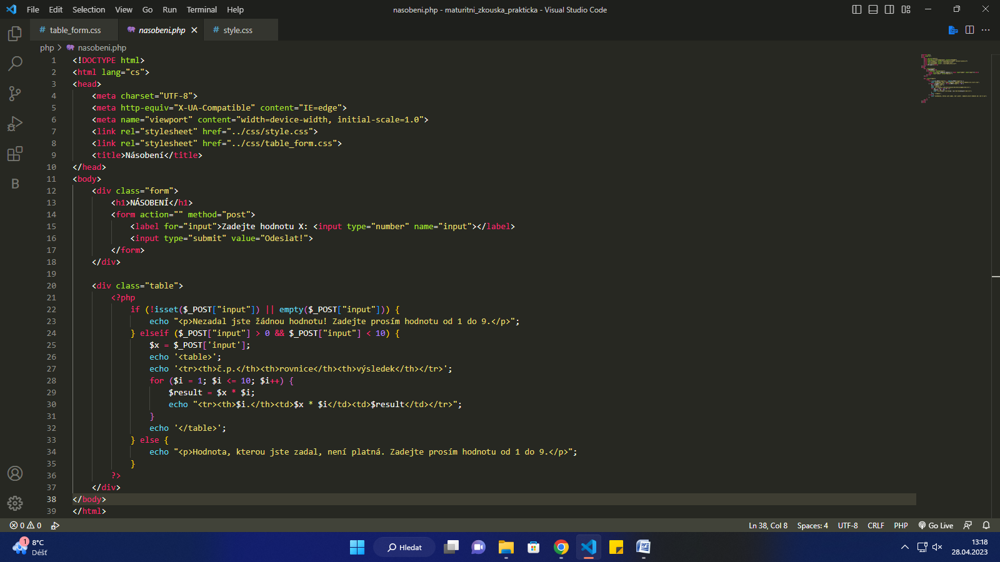 File Edit Selection View Go Run Terminal Help nasobeni.php - maturitni_zkouska_prakticka - Visual Studio Code
# table_form.css nasobeni.php # style.css
php > nasobeni.php
1 <!DOCTYPE html>
2 <html lang="cs">
3 <head>
4 <meta charset="UTF-8">
5 <meta http-equiv="X-UA-Compatible" content="IE=edge">
6 <meta name="viewport" content="width=device-width, initial-scale=1.0">
7 <link rel="stylesheet" href="../css/style.css">
8 <link rel="stylesheet" href="../css/table_form.css">
9 <title>Násobení</title>
10 </head>
11 <body>
12 <div class="form">
13 <h1>NÁSOBENÍ</h1>
14 <form action="" method="post">
15 <label for="input">Zadejte hodnotu X: <input type="number" name="input"></label>
16 <input type="submit" value="Odeslat!">
17 </form>
18 </div>
19
20 <div class="table">
21 <?php
22 if (!isset($_POST["input"]) || empty($_POST["input"])) {
23 echo "<p>Nezadal jste žádnou hodnotu! Zadejte prosím hodnotu od 1 do 9.</p>";
24 } elseif ($_POST["input"] > 0 && $_POST["input"] < 10) {
25 $x = $_POST['input'];
26 echo '<table>';
27 echo '<tr><th>č.p.</th><th>rovnice</th><th>výsledek</th></tr>';
28 for ($i = 1; $i <= 10; $i++) {
29 $result = $x * $i;
30 echo "<tr><th>$i.</th><td>$x * $i</td><td>$result</td></tr>";
31 }
32 echo '</table>';
33 } else {
34 echo "<p>Hodnota, kterou jste zadal, není platná. Zadejte prosím hodnotu od 1 do 9.</p>";
35 }
36 ?>
37 </div>
38 </body>
39 </html>
B
0 0 Ln 38, Col 8 Spaces: 4 UTF-8 CRLF PHP Go Live
1 8°C
Déšť
Hledat
13:18
28.04.2023